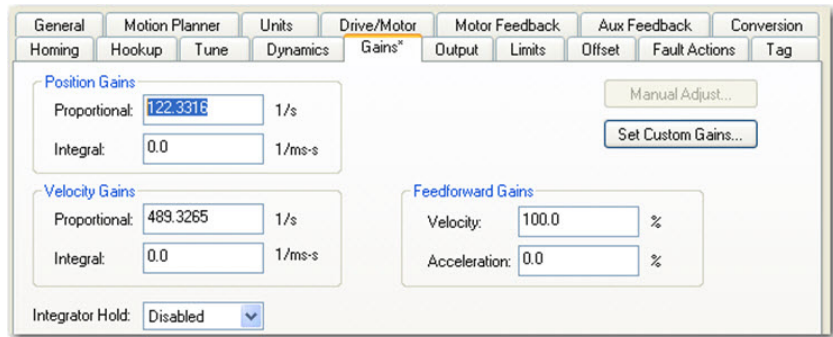 General Motion Planner Units Drive/Motor Motor Feedback Aux Feedback Conversion
Homing Hookup Tune Dynamics Gains* Output Limits Offset Fault Actions Tag
Position Gains
Proportional: 122.3316 1/s
Integral: 0.0 1/ms-s
Manual Adjust...
Set Custom Gains...
Velocity Gains
Proportional: 489.3265 1/s
Integral: 0.0 1/ms-s
Feedforward Gains
Velocity: 100.0 %
Acceleration: 0.0 %
Integrator Hold: Disabled